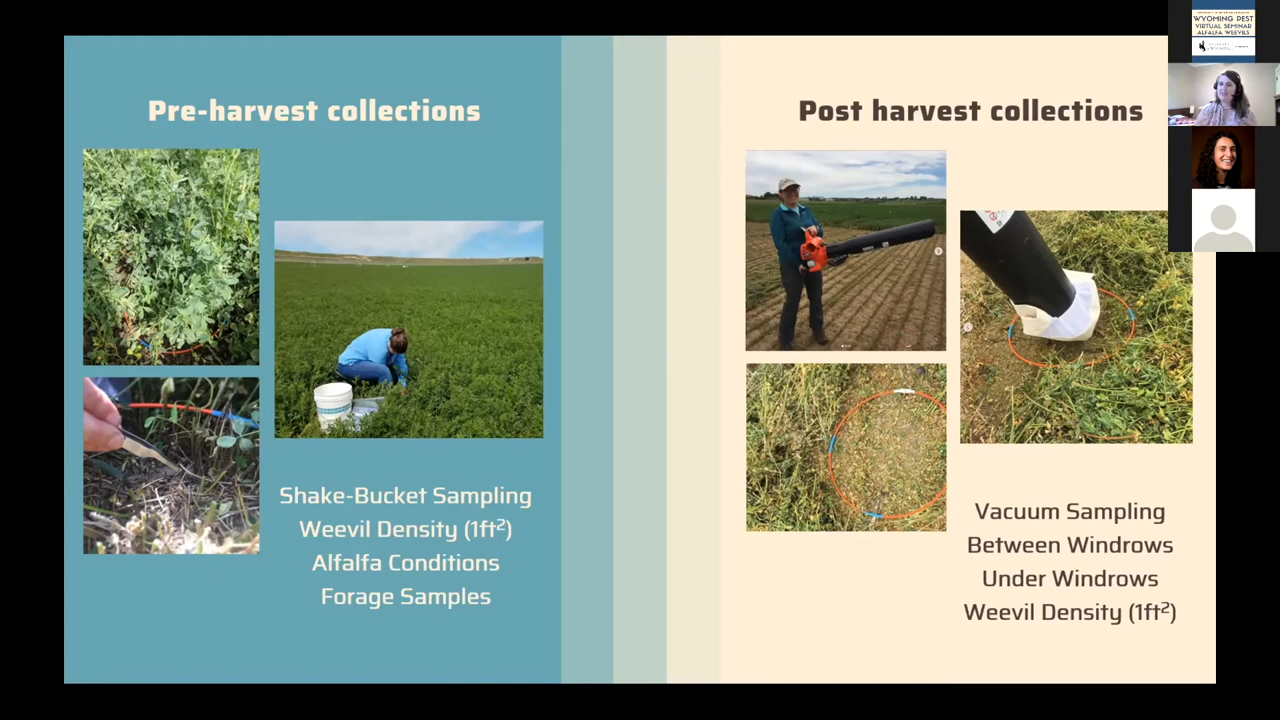 Pre-harvest collections
Shake-Bucket Sampling
Weevil Density (1ft²)
Alfalfa Conditions
Forage Samples
Post harvest collections
Vacuum Sampling
Between Windrows
Under Windrows
Weevil Density (1ft²)
WYOMING PEST
VIRTUAL SEMINAR
ALFALFA WEEVILS